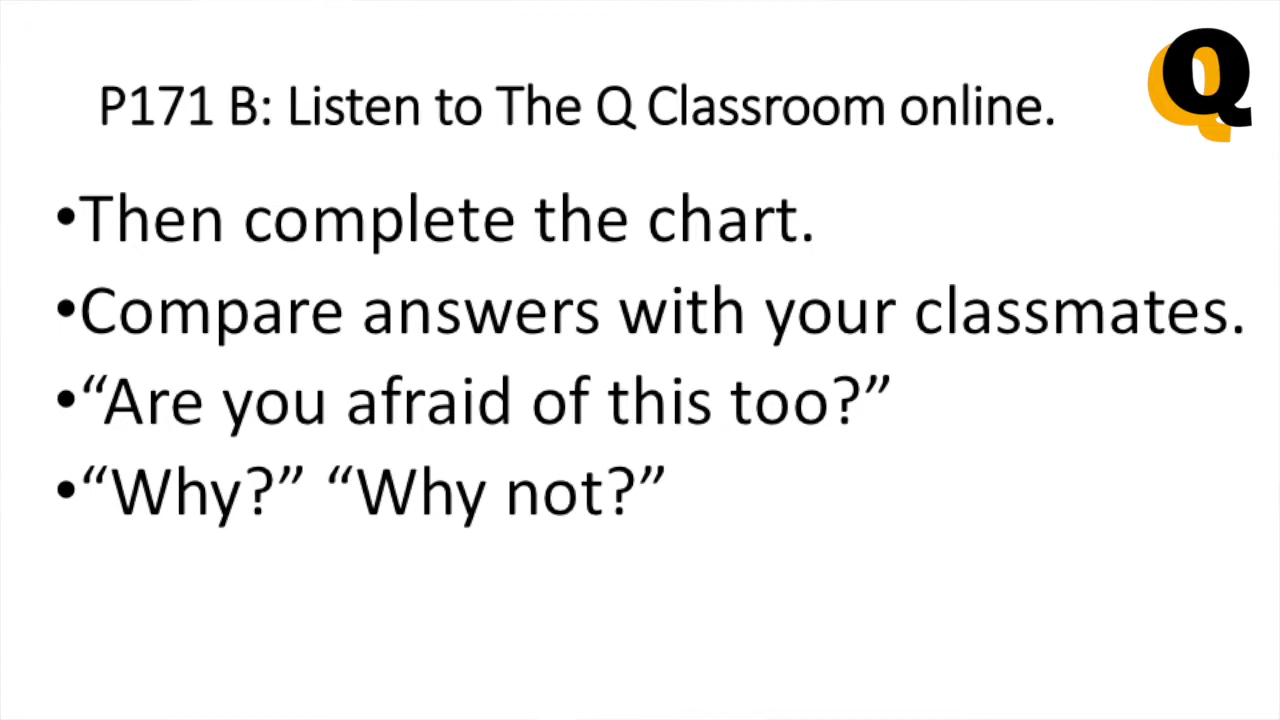 P171 B: Listen to The Q Classroom online.
Q
•Then complete the chart.
•Compare answers with your classmates.
•“Are you afraid of this too?”
•“Why?” “Why not?”